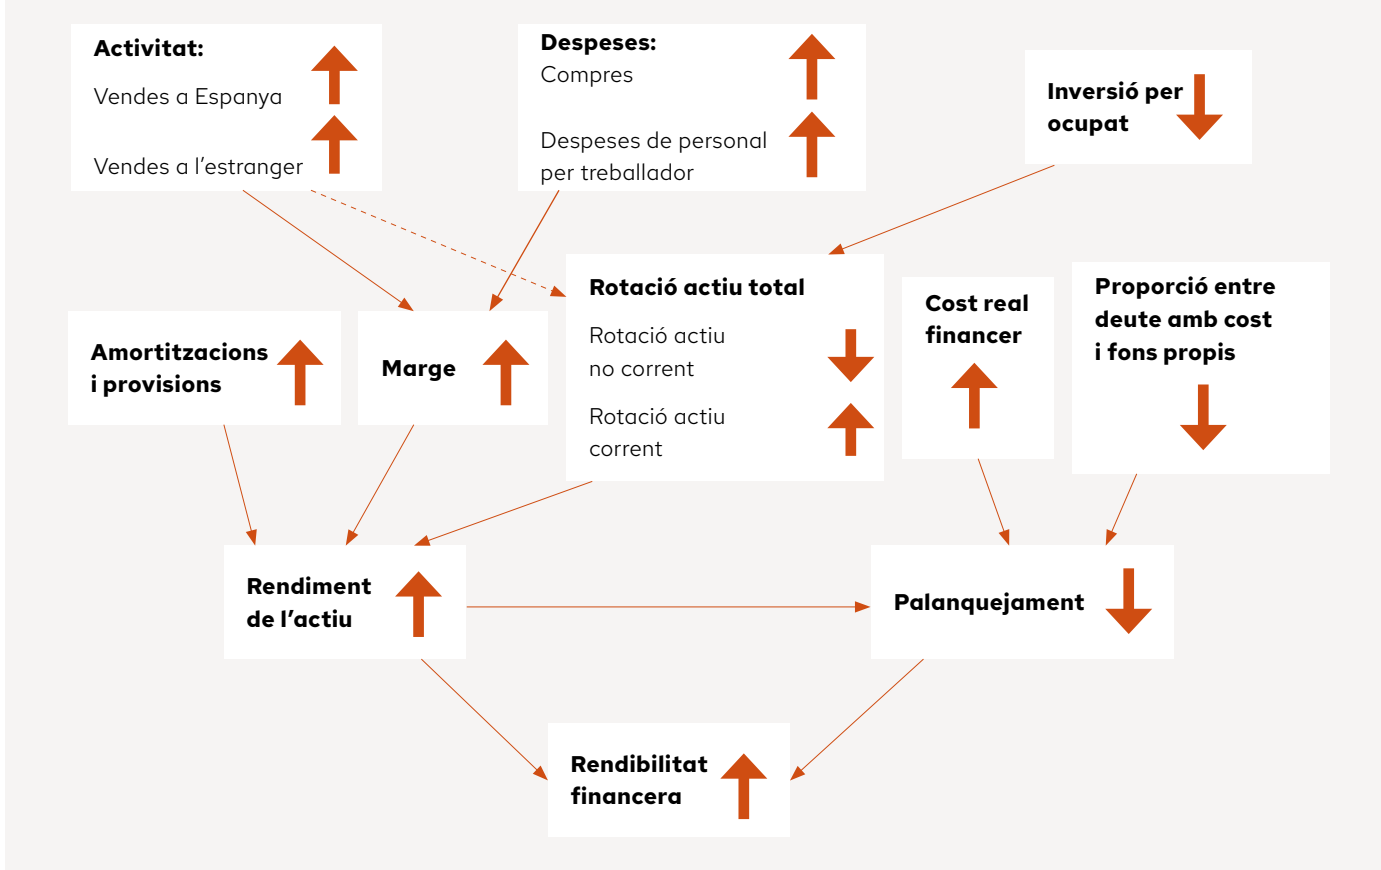 Activitat:
Vendes a Espanya
Vendes a l’estranger
Despeses:
Compres
Despeses de personal
per treballador
Inversió per
ocupat
Rotació actiu total
Rotació actiu
no corrent
Rotació actiu
corrent
Cost real
financer
Proporció entre
deute amb cost
i fons propis
Amortitzacions
i provisions
Marge
Rendiment
de l’actiu
Palanquejament
Rendibilitat
financera